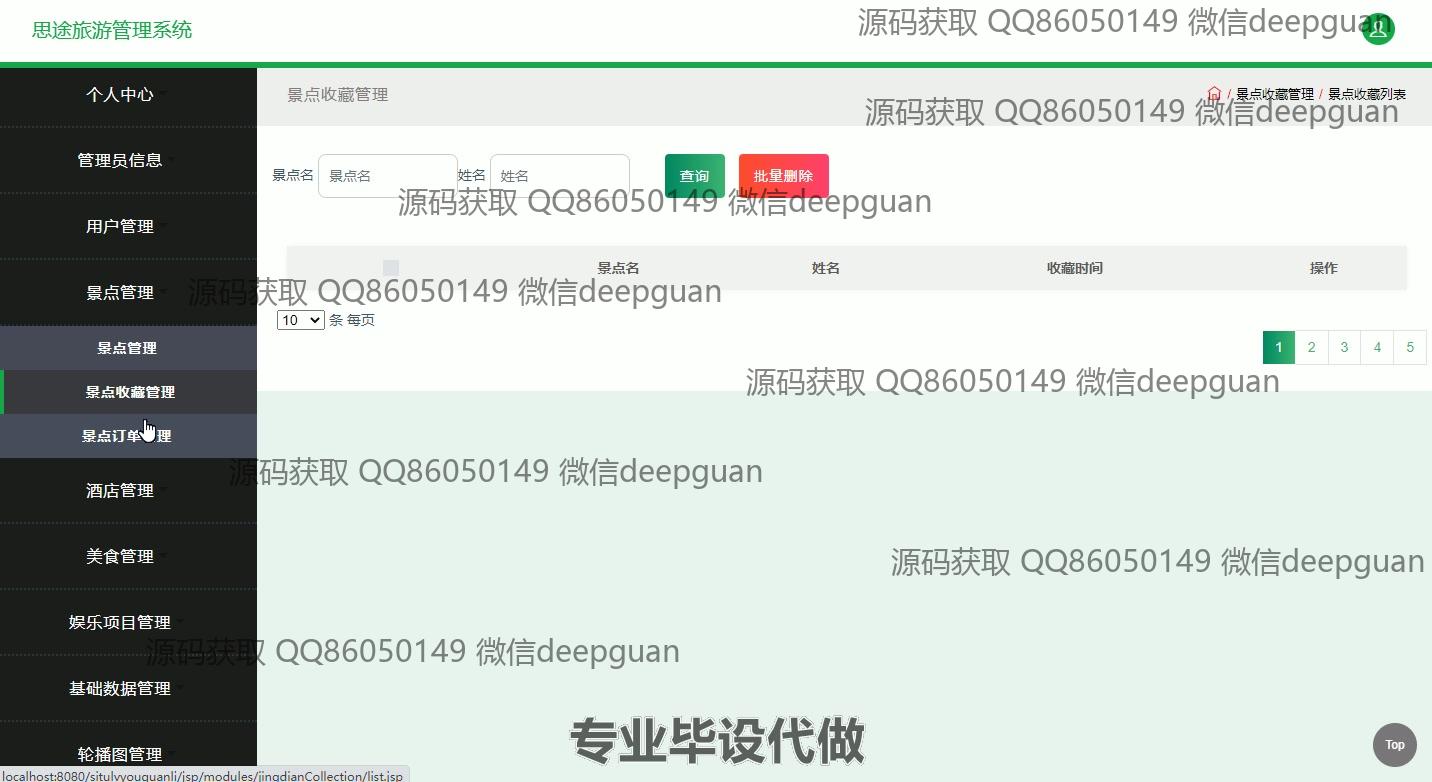 思途旅游管理系统
源码获取 QQ86050149 微信deepguan
个人中心
景点收藏管理
/ 景点收藏管理 / 景点收藏列表
源码获取 QQ86050149 微信deepguan
管理员信息
景点名 景点名 姓名 姓名 查询 批量删除
源码获取 QQ86050149 微信deepguan
用户管理
景点名 姓名 收藏时间 操作
景点管理
源码获取 QQ86050149 微信deepguan
10 条 每页
景点管理
1 2 3 4 5
源码获取 QQ86050149 微信deepguan
景点收藏管理
景点订单管理
源码获取 QQ86050149 微信deepguan
酒店管理
美食管理
源码获取 QQ86050149 微信deepguan
娱乐项目管理
源码获取 QQ86050149 微信deepguan
基础数据管理
专业毕设代做
Top
轮播图管理
localhost:8080/situlvyouguanli/jsp/modules/jingdianCollection/list.jsp